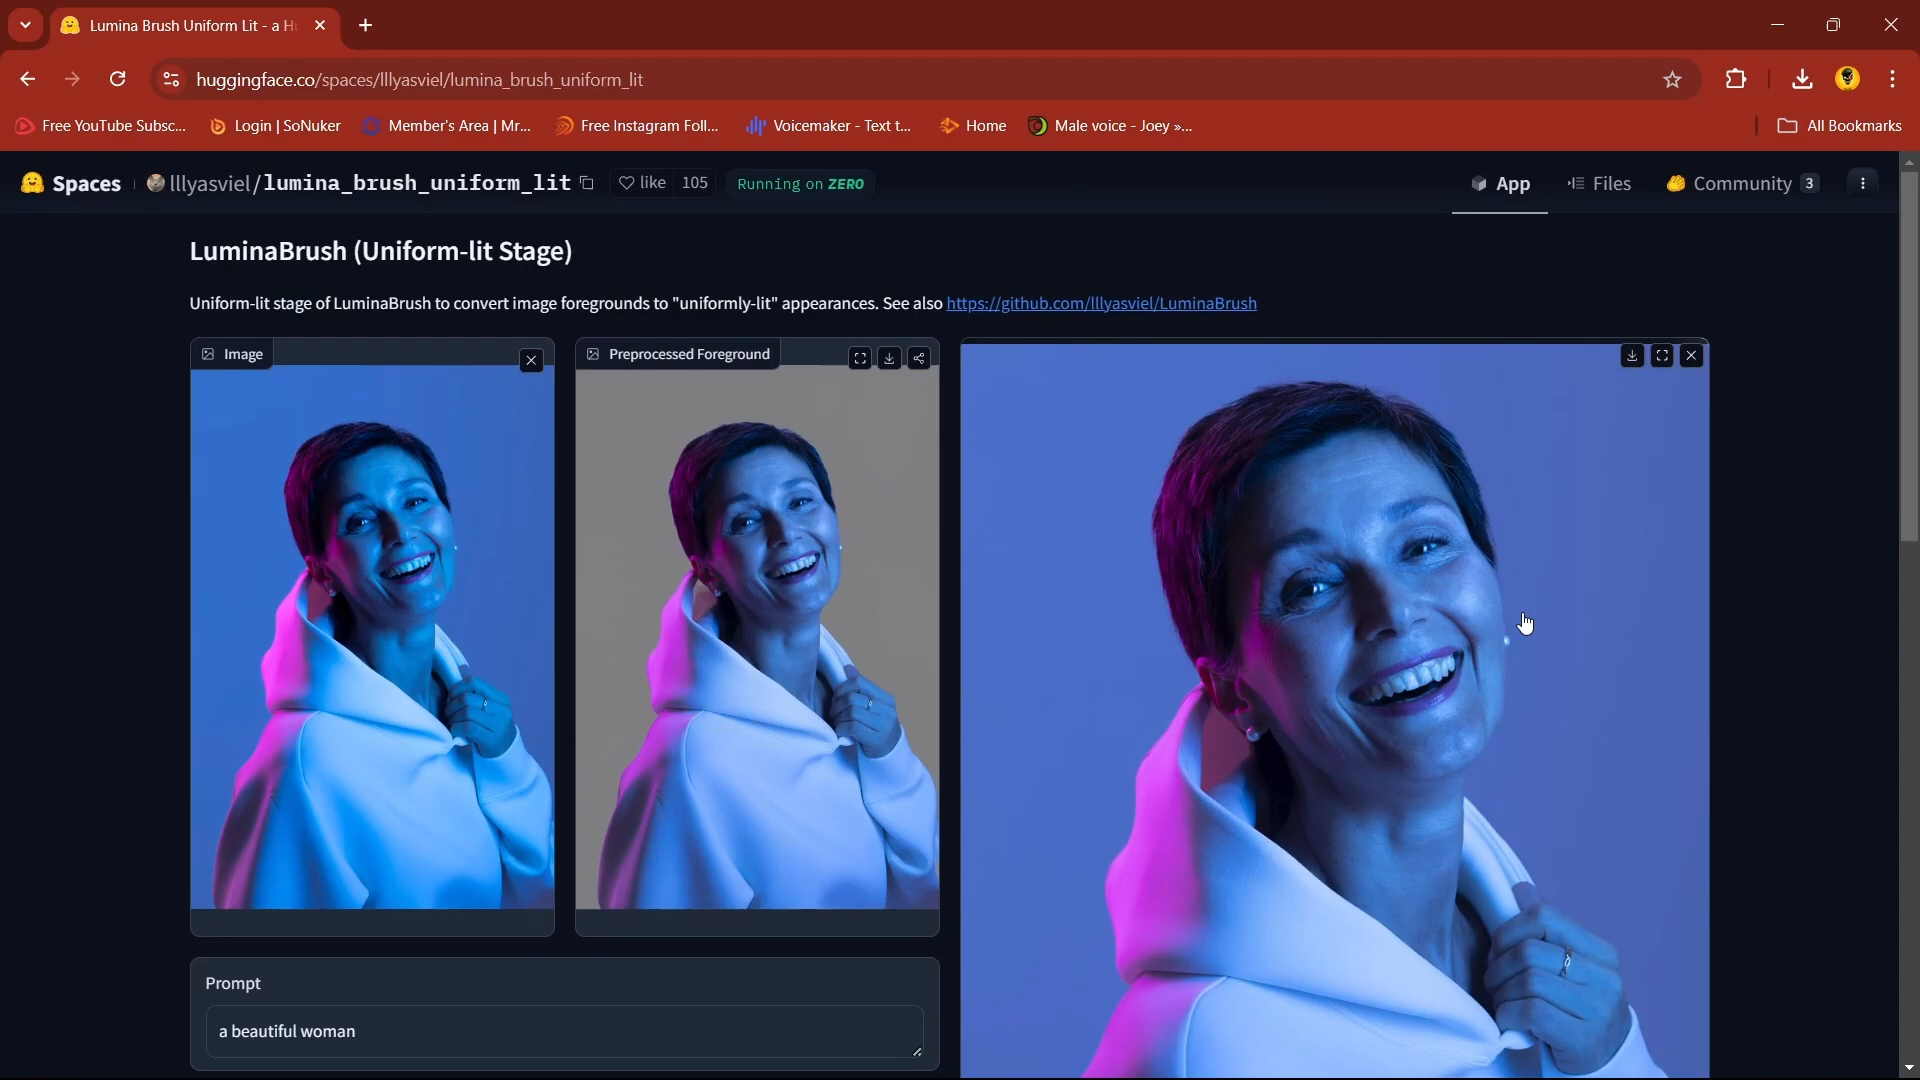 Lumina Brush Uniform Lit - a H
huggingface.co/spaces/lllyasviel/lumina_brush_uniform_lit
Free YouTube Subsc...
Login | SoNuker
Member's Area | Mr...
Free Instagram Foll...
Voicemaker - Text t...
Home
Male voice - Joey »...
All Bookmarks
Spaces
lllyasviel/lumina_brush_uniform_lit
like 105
Running on ZERO
App
Files
Community 3
LuminaBrush (Uniform-lit Stage)
Uniform-lit stage of LuminaBrush to convert image foregrounds to "uniformly-lit" appearances. See also https://github.com/lllyasviel/LuminaBrush
Image
Preprocessed Foreground
Prompt
a beautiful woman